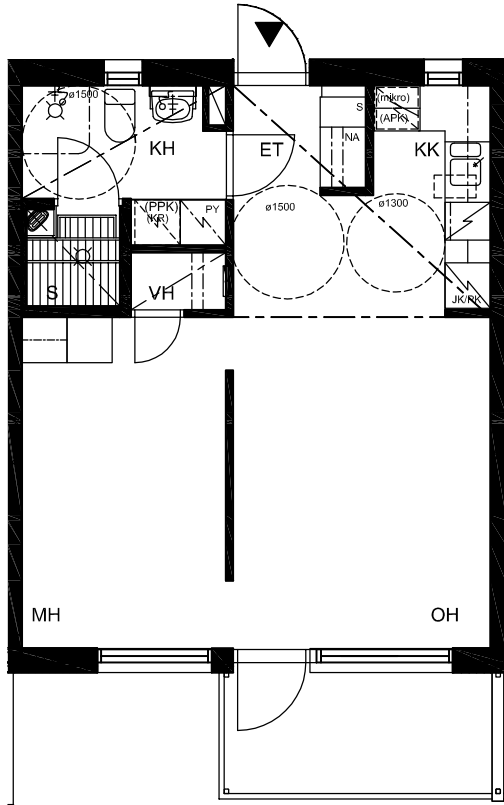 ø1500
(mikro)
(APK)
S
NA
KH
ET
KK
(PPK)
(KR)
PY
ø1500
ø1300
S
VH
JK/PK
MH
OH